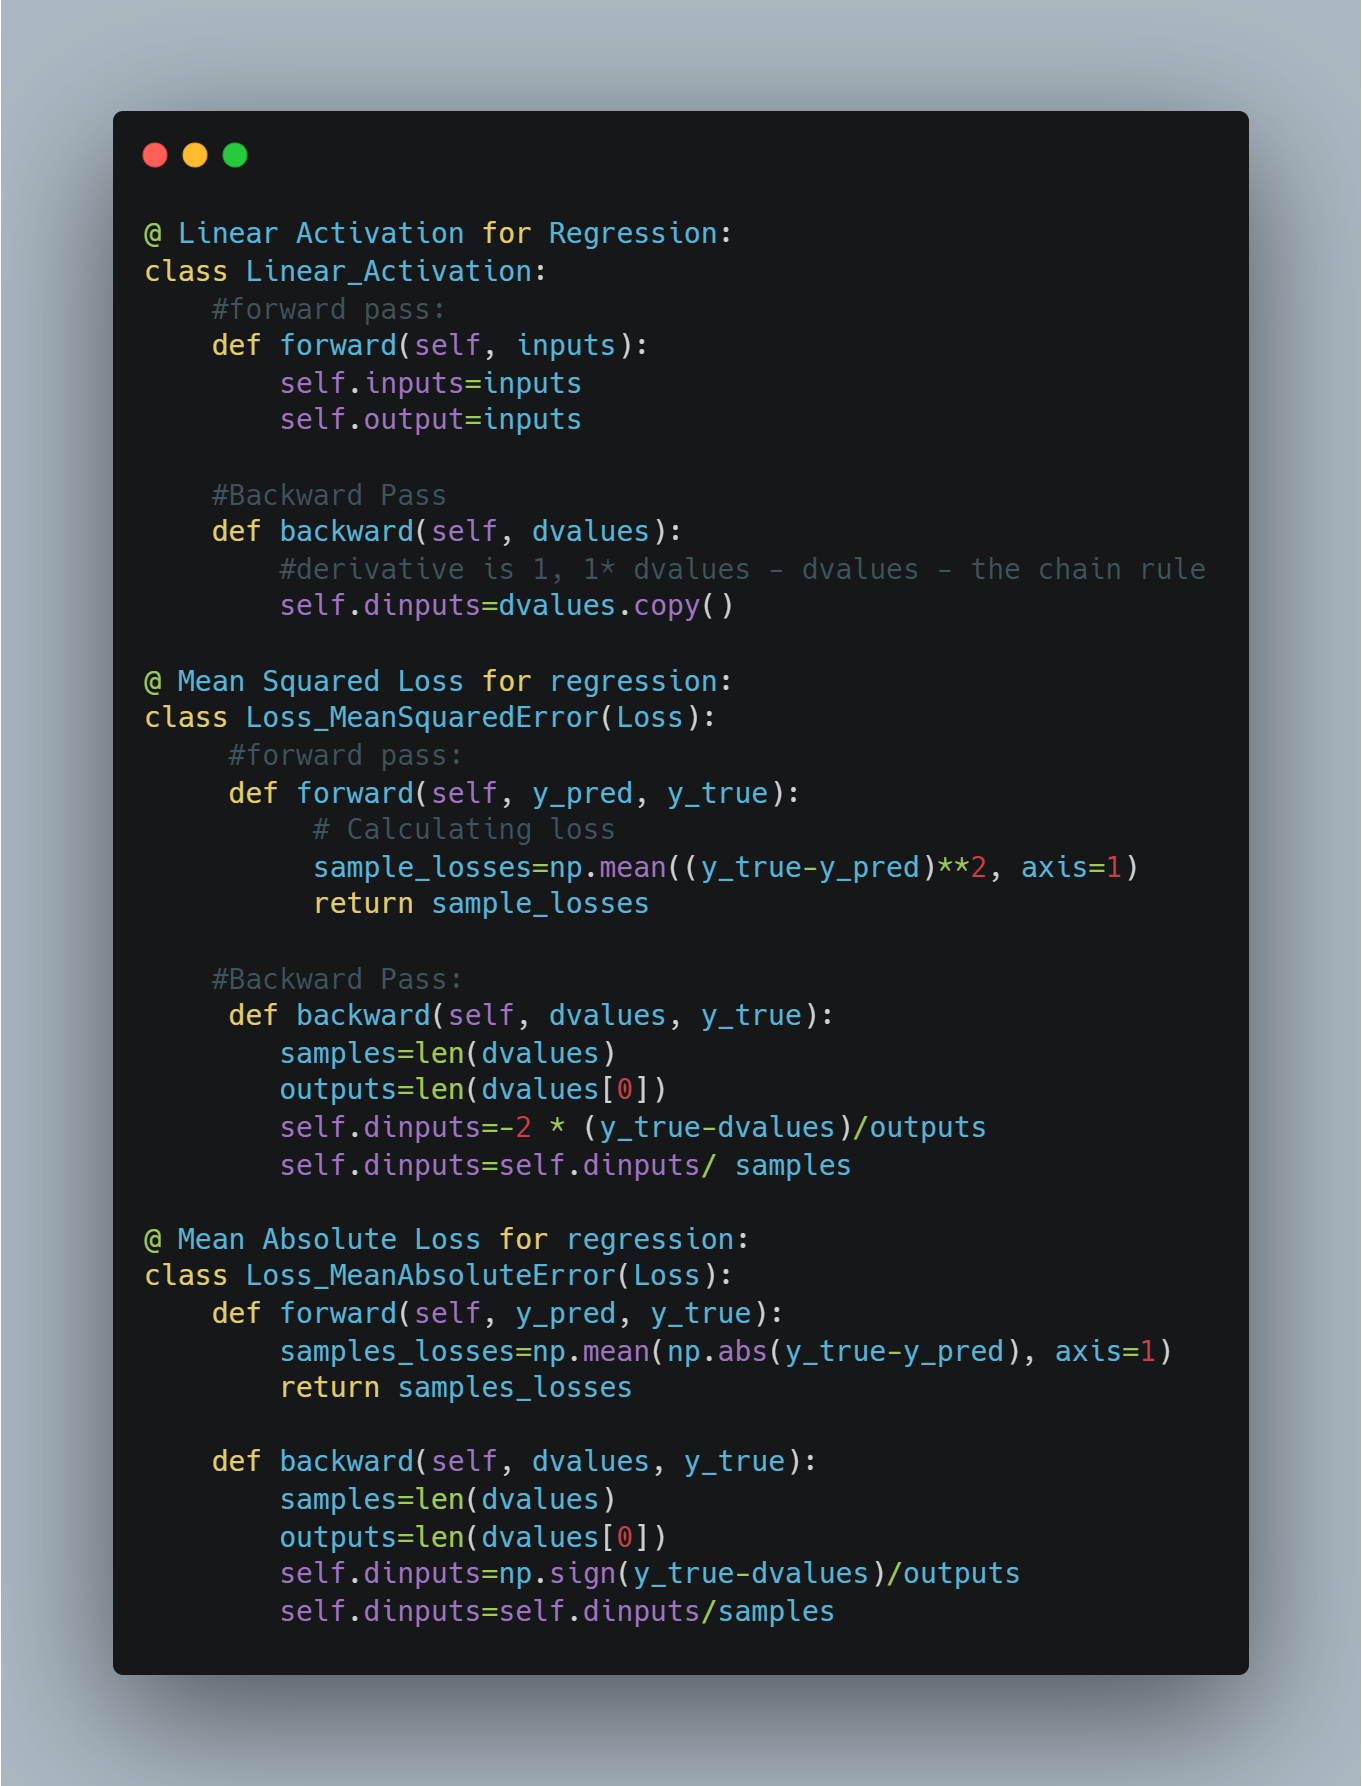 @ Linear Activation for Regression:
class Linear_Activation:
    #forward pass:
    def forward(self, inputs):
        self.inputs=inputs
        self.output=inputs

    #Backward Pass
    def backward(self, dvalues):
        #derivative is 1, 1* dvalues - dvalues - the chain rule
        self.dinputs=dvalues.copy()

@ Mean Squared Loss for regression:
class Loss_MeanSquaredError(Loss):
     #forward pass:
     def forward(self, y_pred, y_true):
          # Calculating loss
          sample_losses=np.mean((y_true-y_pred)**2, axis=1)
          return sample_losses

    #Backward Pass:
     def backward(self, dvalues, y_true):
        samples=len(dvalues)
        outputs=len(dvalues[0])
        self.dinputs=-2 * (y_true-dvalues)/outputs
        self.dinputs=self.dinputs/ samples

@ Mean Absolute Loss for regression:
class Loss_MeanAbsoluteError(Loss):
    def forward(self, y_pred, y_true):
        samples_losses=np.mean(np.abs(y_true-y_pred), axis=1)
        return samples_losses

    def backward(self, dvalues, y_true):
        samples=len(dvalues)
        outputs=len(dvalues[0])
        self.dinputs=np.sign(y_true-dvalues)/outputs
        self.dinputs=self.dinputs/samples